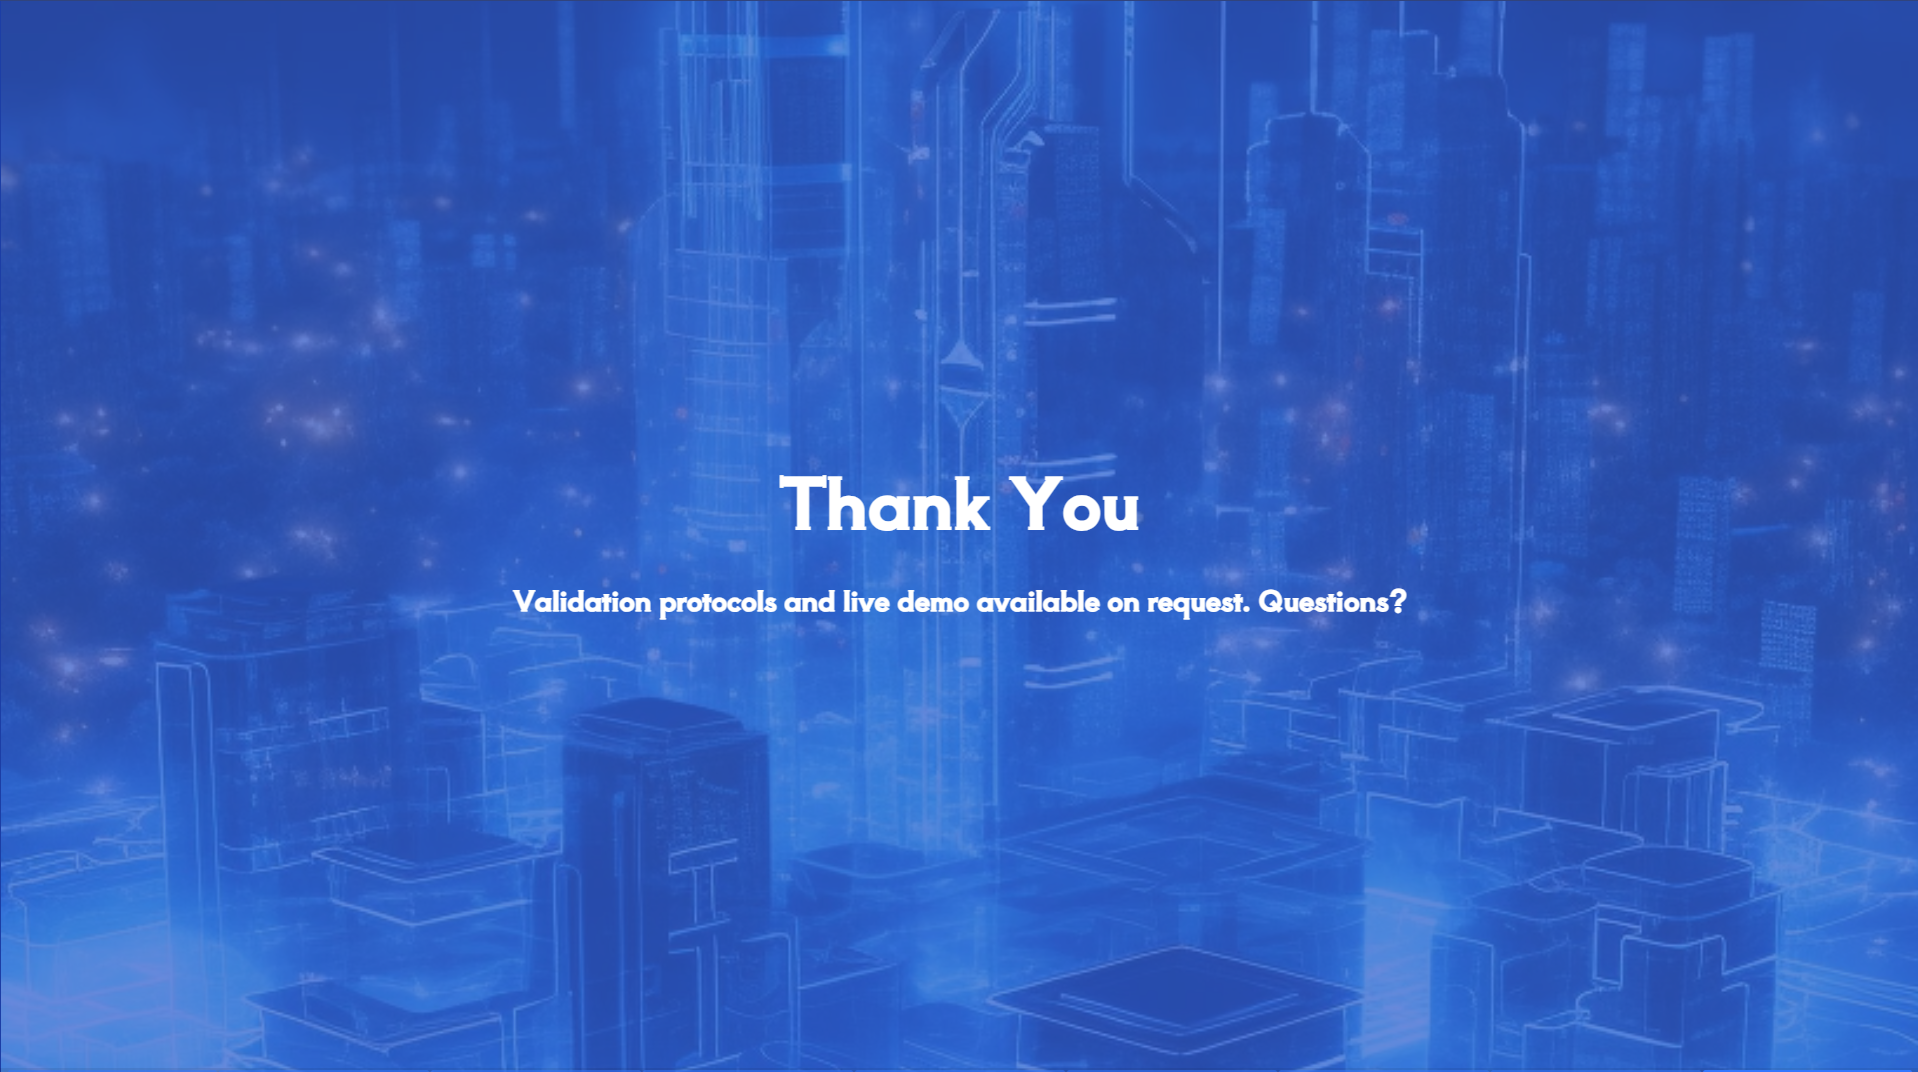 Thank You
Validation protocols and live demo available on request. Questions?